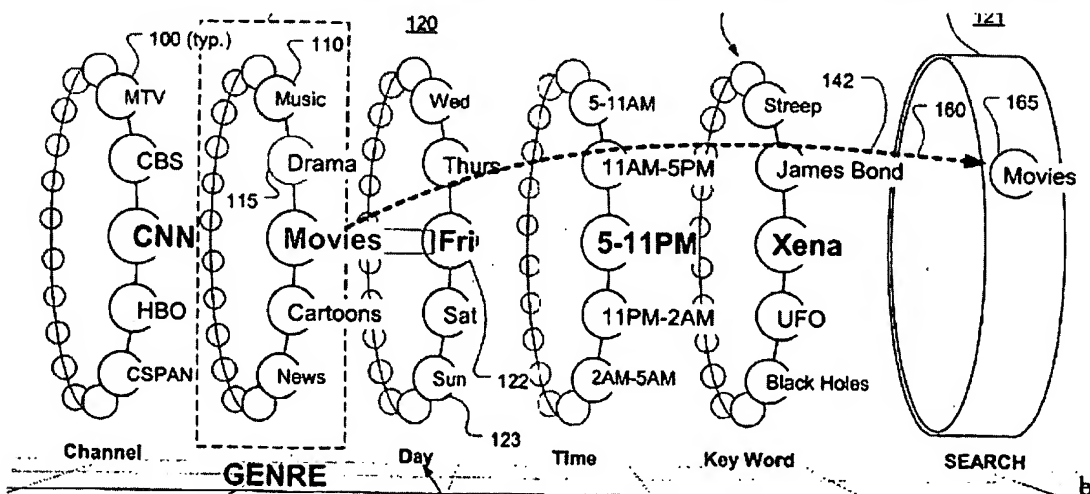 120
121
100 (typ.)
110
142
160
165
MTV
Music
Wed
5-11AM
Streep
CBS
Drama
Thurs
11AM-5PM
James Bond
Movies
115
CNN
Movies
Fri
5-11PM
Xena
HBO
Cartoons
Sat
11PM-2AM
UFO
CSPAN
News
Sun
122
2AM-5AM
Black Holes
123
Channel
GENRE
Day
Time
Key Word
SEARCH